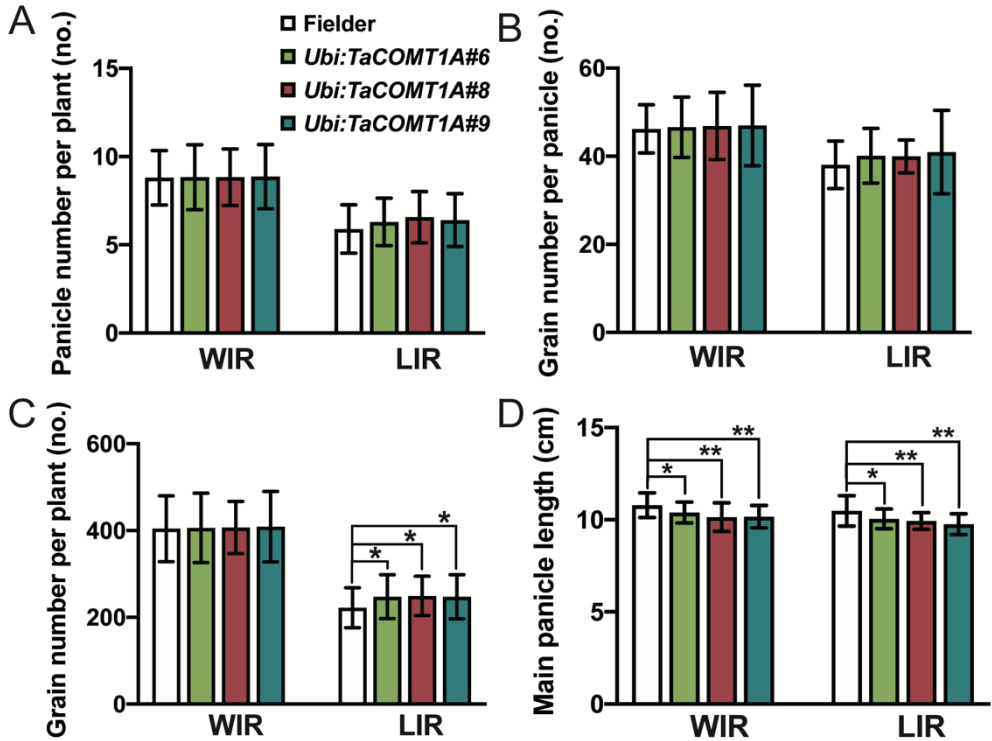 A
Fielder
Ubi:TaCOMT1A#6
Ubi:TaCOMT1A#8
Ubi:TaCOMT1A#9
Panicle number per plant (no.)
15
10
5
0
WIR
LIR
B
Grain number per panicle (no.)
60
40
20
0
WIR
LIR
C
Grain number per plant (no.)
600
400
200
0
*
*
*
WIR
LIR
D
Main panicle length (cm)
15
10
5
0
**
**
*
**
**
*
WIR
LIR